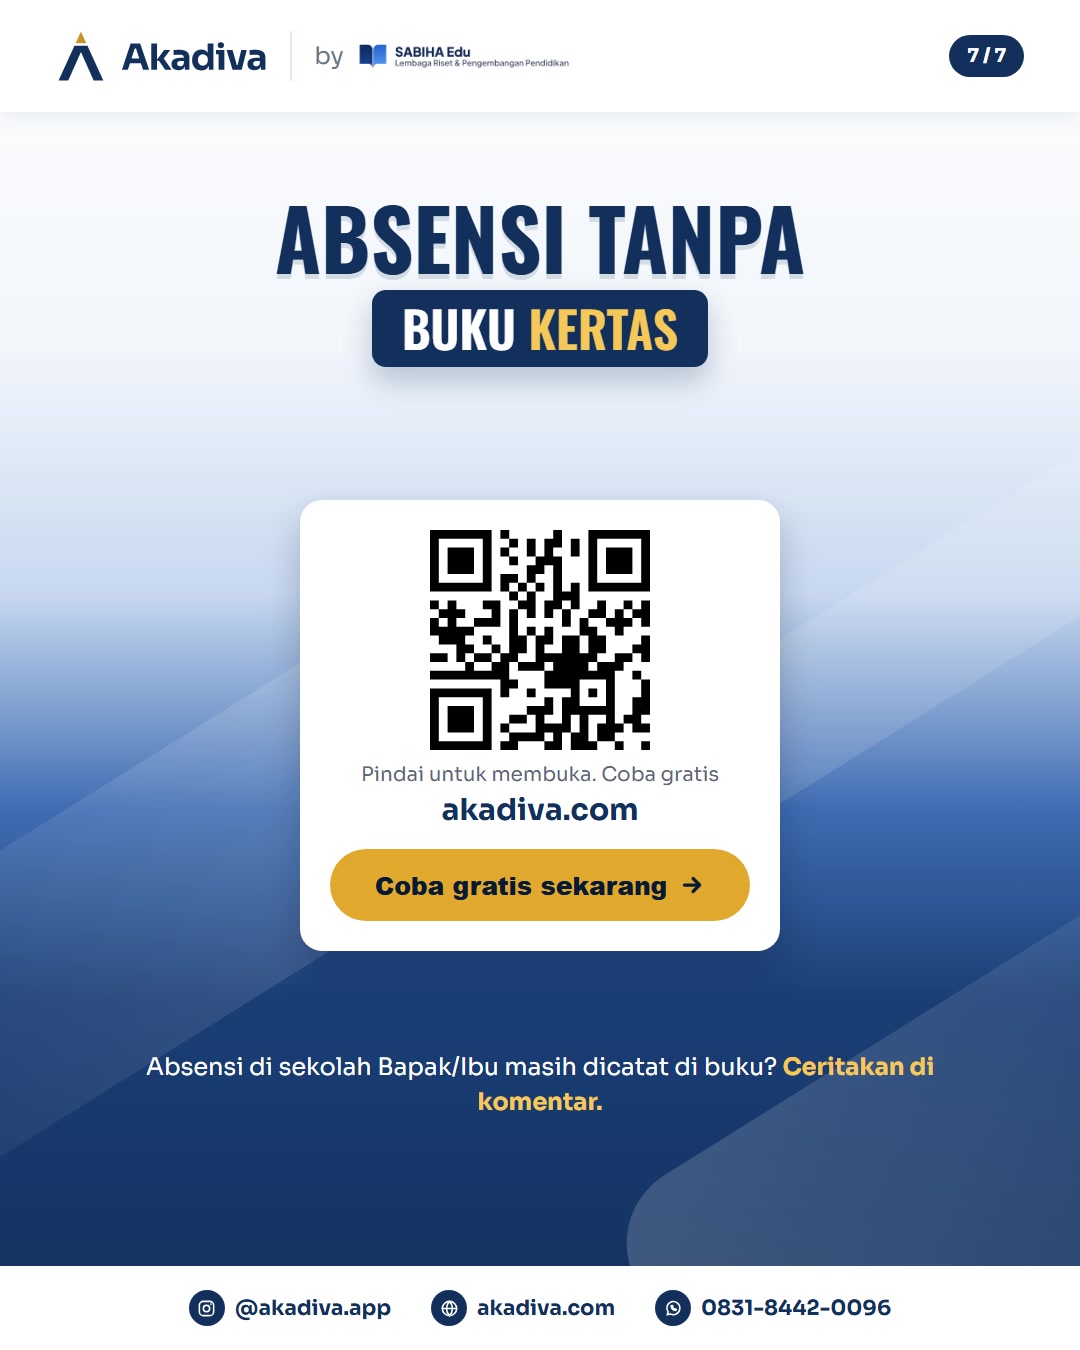 Akadiva
by
SABIHA Edu
Lembaga Riset & Pengembangan Pendidikan
7 / 7
ABSENSI TANPA
BUKU KERTAS
Pindai untuk membuka. Coba gratis
akadiva.com
Coba gratis sekarang →
Absensi di sekolah Bapak/Ibu masih dicatat di buku? Ceritakan di
komentar.
@akadiva.app
akadiva.com
0831-8442-0096